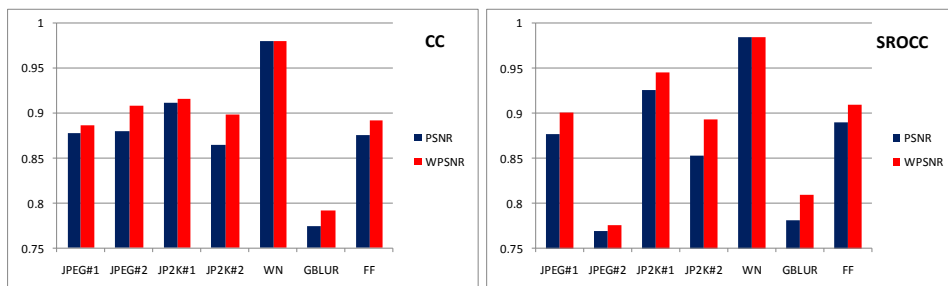 CC
1
0.95
0.9
0.85
0.8
0.75
JPEG#1 JPEG#2 JP2K#1 JP2K#2 WN GBLUR FF
PSNR
WPSNR
SROCC
1
0.95
0.9
0.85
0.8
0.75
JPEG#1 JPEG#2 JP2K#1 JP2K#2 WN GBLUR FF
PSNR
WPSNR